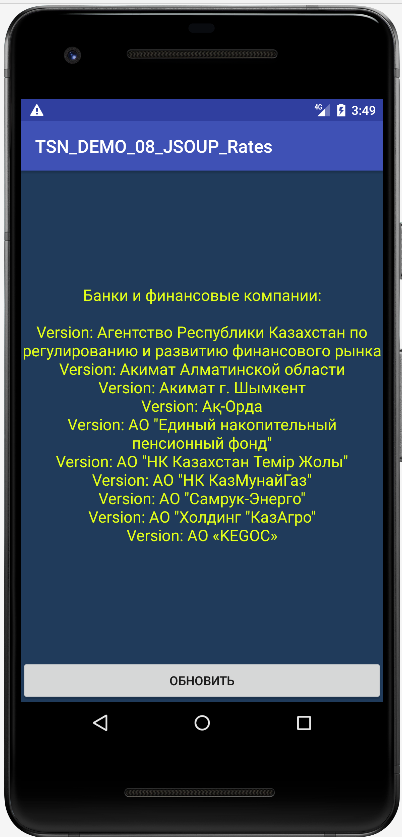 4G 3:49
TSN_DEMO_08_JSOUP_Rates
Банки и финансовые компании:
Version: Агентство Республики Казахстан по
регулированию и развитию финансового рынка
Version: Акимат Алматинской области
Version: Акимат г. Шымкент
Version: Ақ-Орда
Version: АО "Единый накопительный
пенсионный фонд"
Version: АО "НК Казахстан Темір Жолы"
Version: АО "НК КазМунайГаз"
Version: АО "Самрук-Энерго"
Version: АО "Холдинг "КазАгро"
Version: АО «KEGOC»
ОБНОВИТЬ